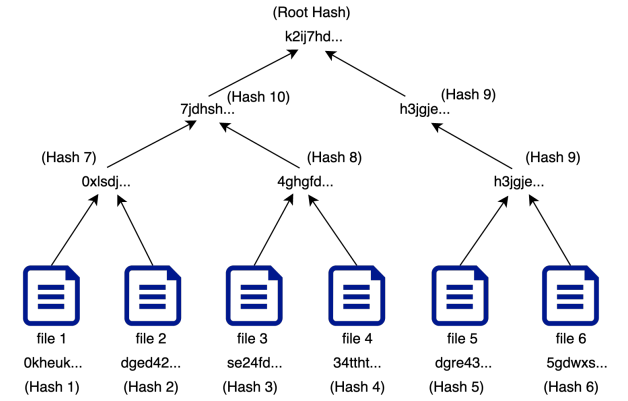 (Root Hash)
k2ij7hd...
(Hash 10)
7jdhsh...
(Hash 9)
h3jgje...
(Hash 7)
0xlsdj...
(Hash 8)
4ghgfd...
(Hash 9)
h3jgje...
file 1
0kheuk...
(Hash 1)
file 2
dged42...
(Hash 2)
file 3
se24fd...
(Hash 3)
file 4
34ttht...
(Hash 4)
file 5
dgre43...
(Hash 5)
file 6
5gdwxs...
(Hash 6)